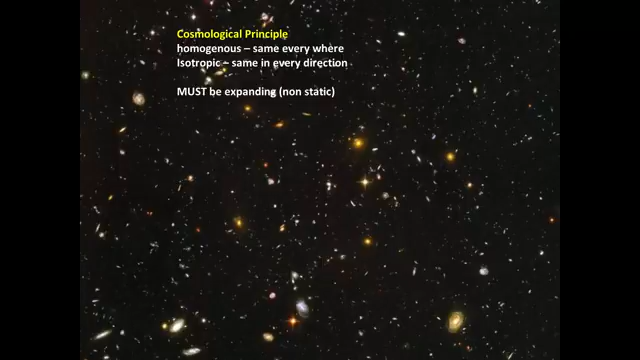 Cosmological Principle
homogenous – same every where
Isotropic – same in every direction
MUST be expanding (non static)